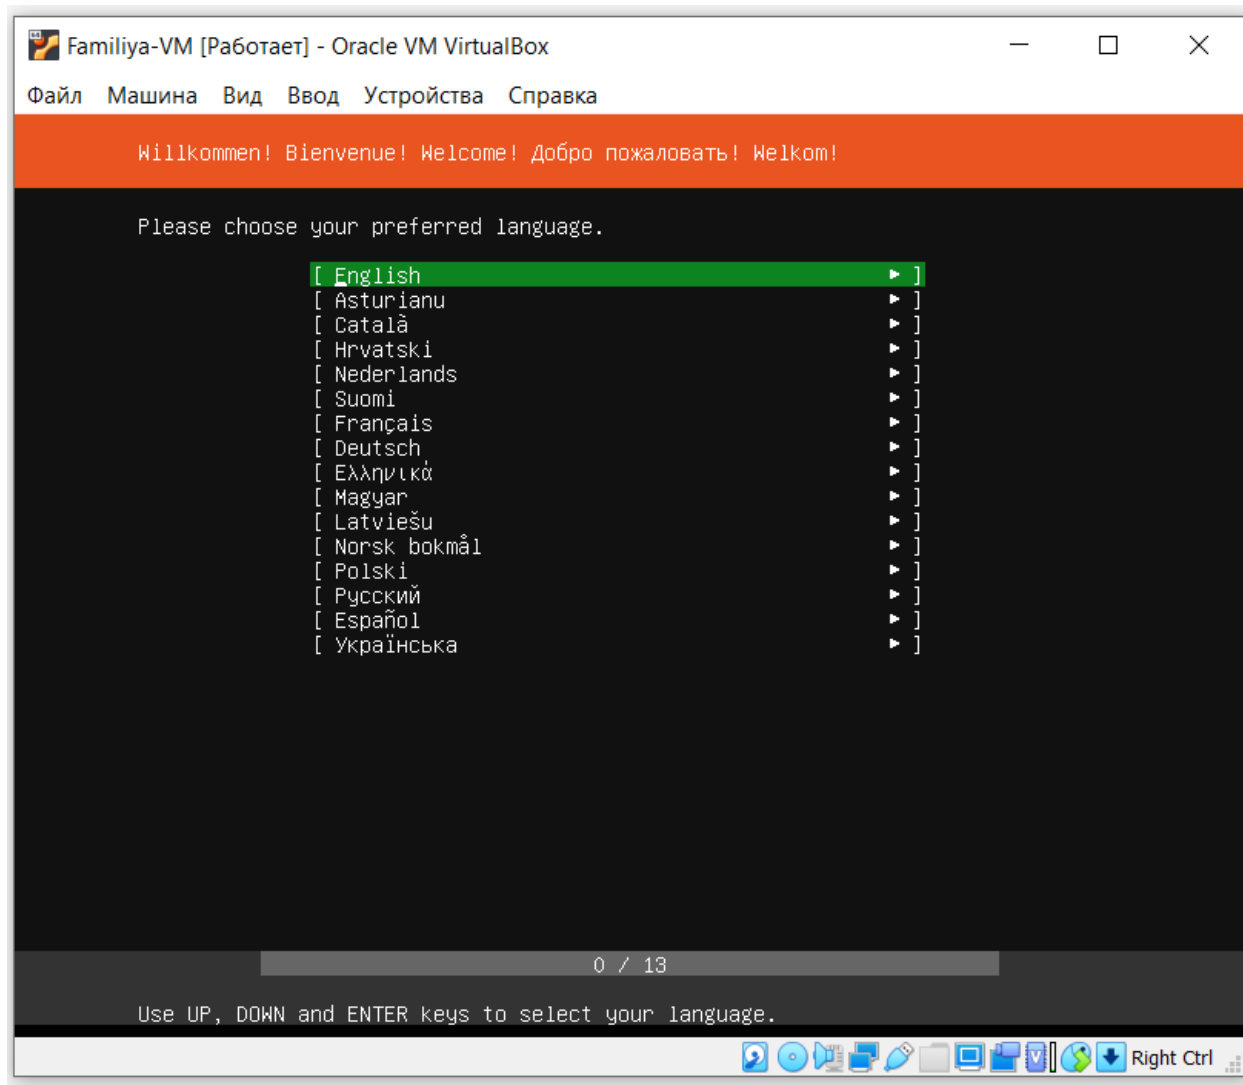 Familiya-VM [Работает] - Oracle VM VirtualBox
Файл Машина Вид Ввод Устройства Справка
Willkommen! Bienvenue! Welcome! Добро пожаловать! Welkom!
Please choose your preferred language.
[ English ► ]
[ Asturianu ► ]
[ Català ► ]
[ Hrvatski ► ]
[ Nederlands ► ]
[ Suomi ► ]
[ Français ► ]
[ Deutsch ► ]
[ Ελληνικά ► ]
[ Magyar ► ]
[ Latviešu ► ]
[ Norsk bokmål ► ]
[ Polski ► ]
[ Русский ► ]
[ Español ► ]
[ Українська ► ]
0 / 13
Use UP, DOWN and ENTER keys to select your language.
Right Ctrl